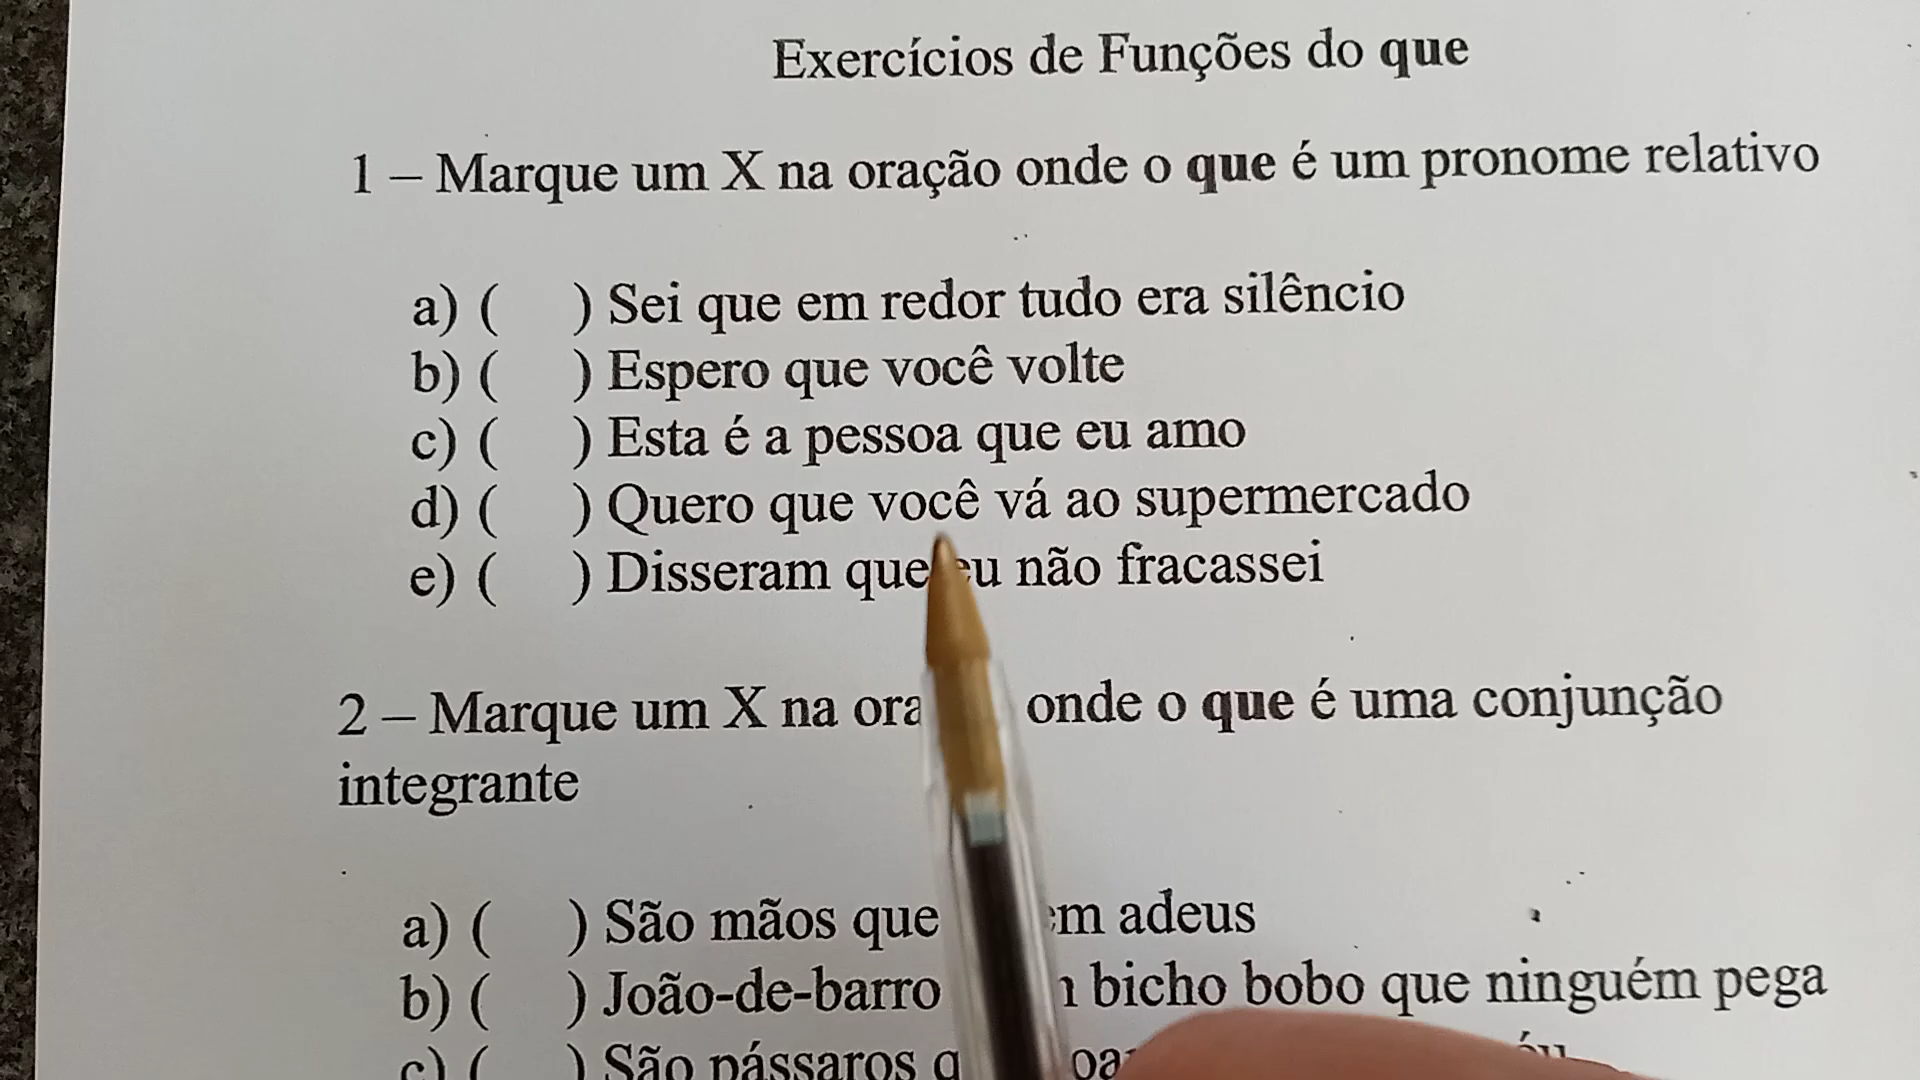 Exercícios de Funções do que
1 – Marque um X na oração onde o que é um pronome relativo
a) (    ) Sei que em redor tudo era silêncio
b) (    ) Espero que você volte
c) (    ) Esta é a pessoa que eu amo
d) (    ) Quero que você vá ao supermercado
e) (    ) Disseram que eu não fracassei
2 – Marque um X na onde o que é uma conjunção
integrante
a) (    ) São mãos que adeus
b) (    ) João-de-barro bicho bobo que ninguém pega
c) (    ) São pássaros